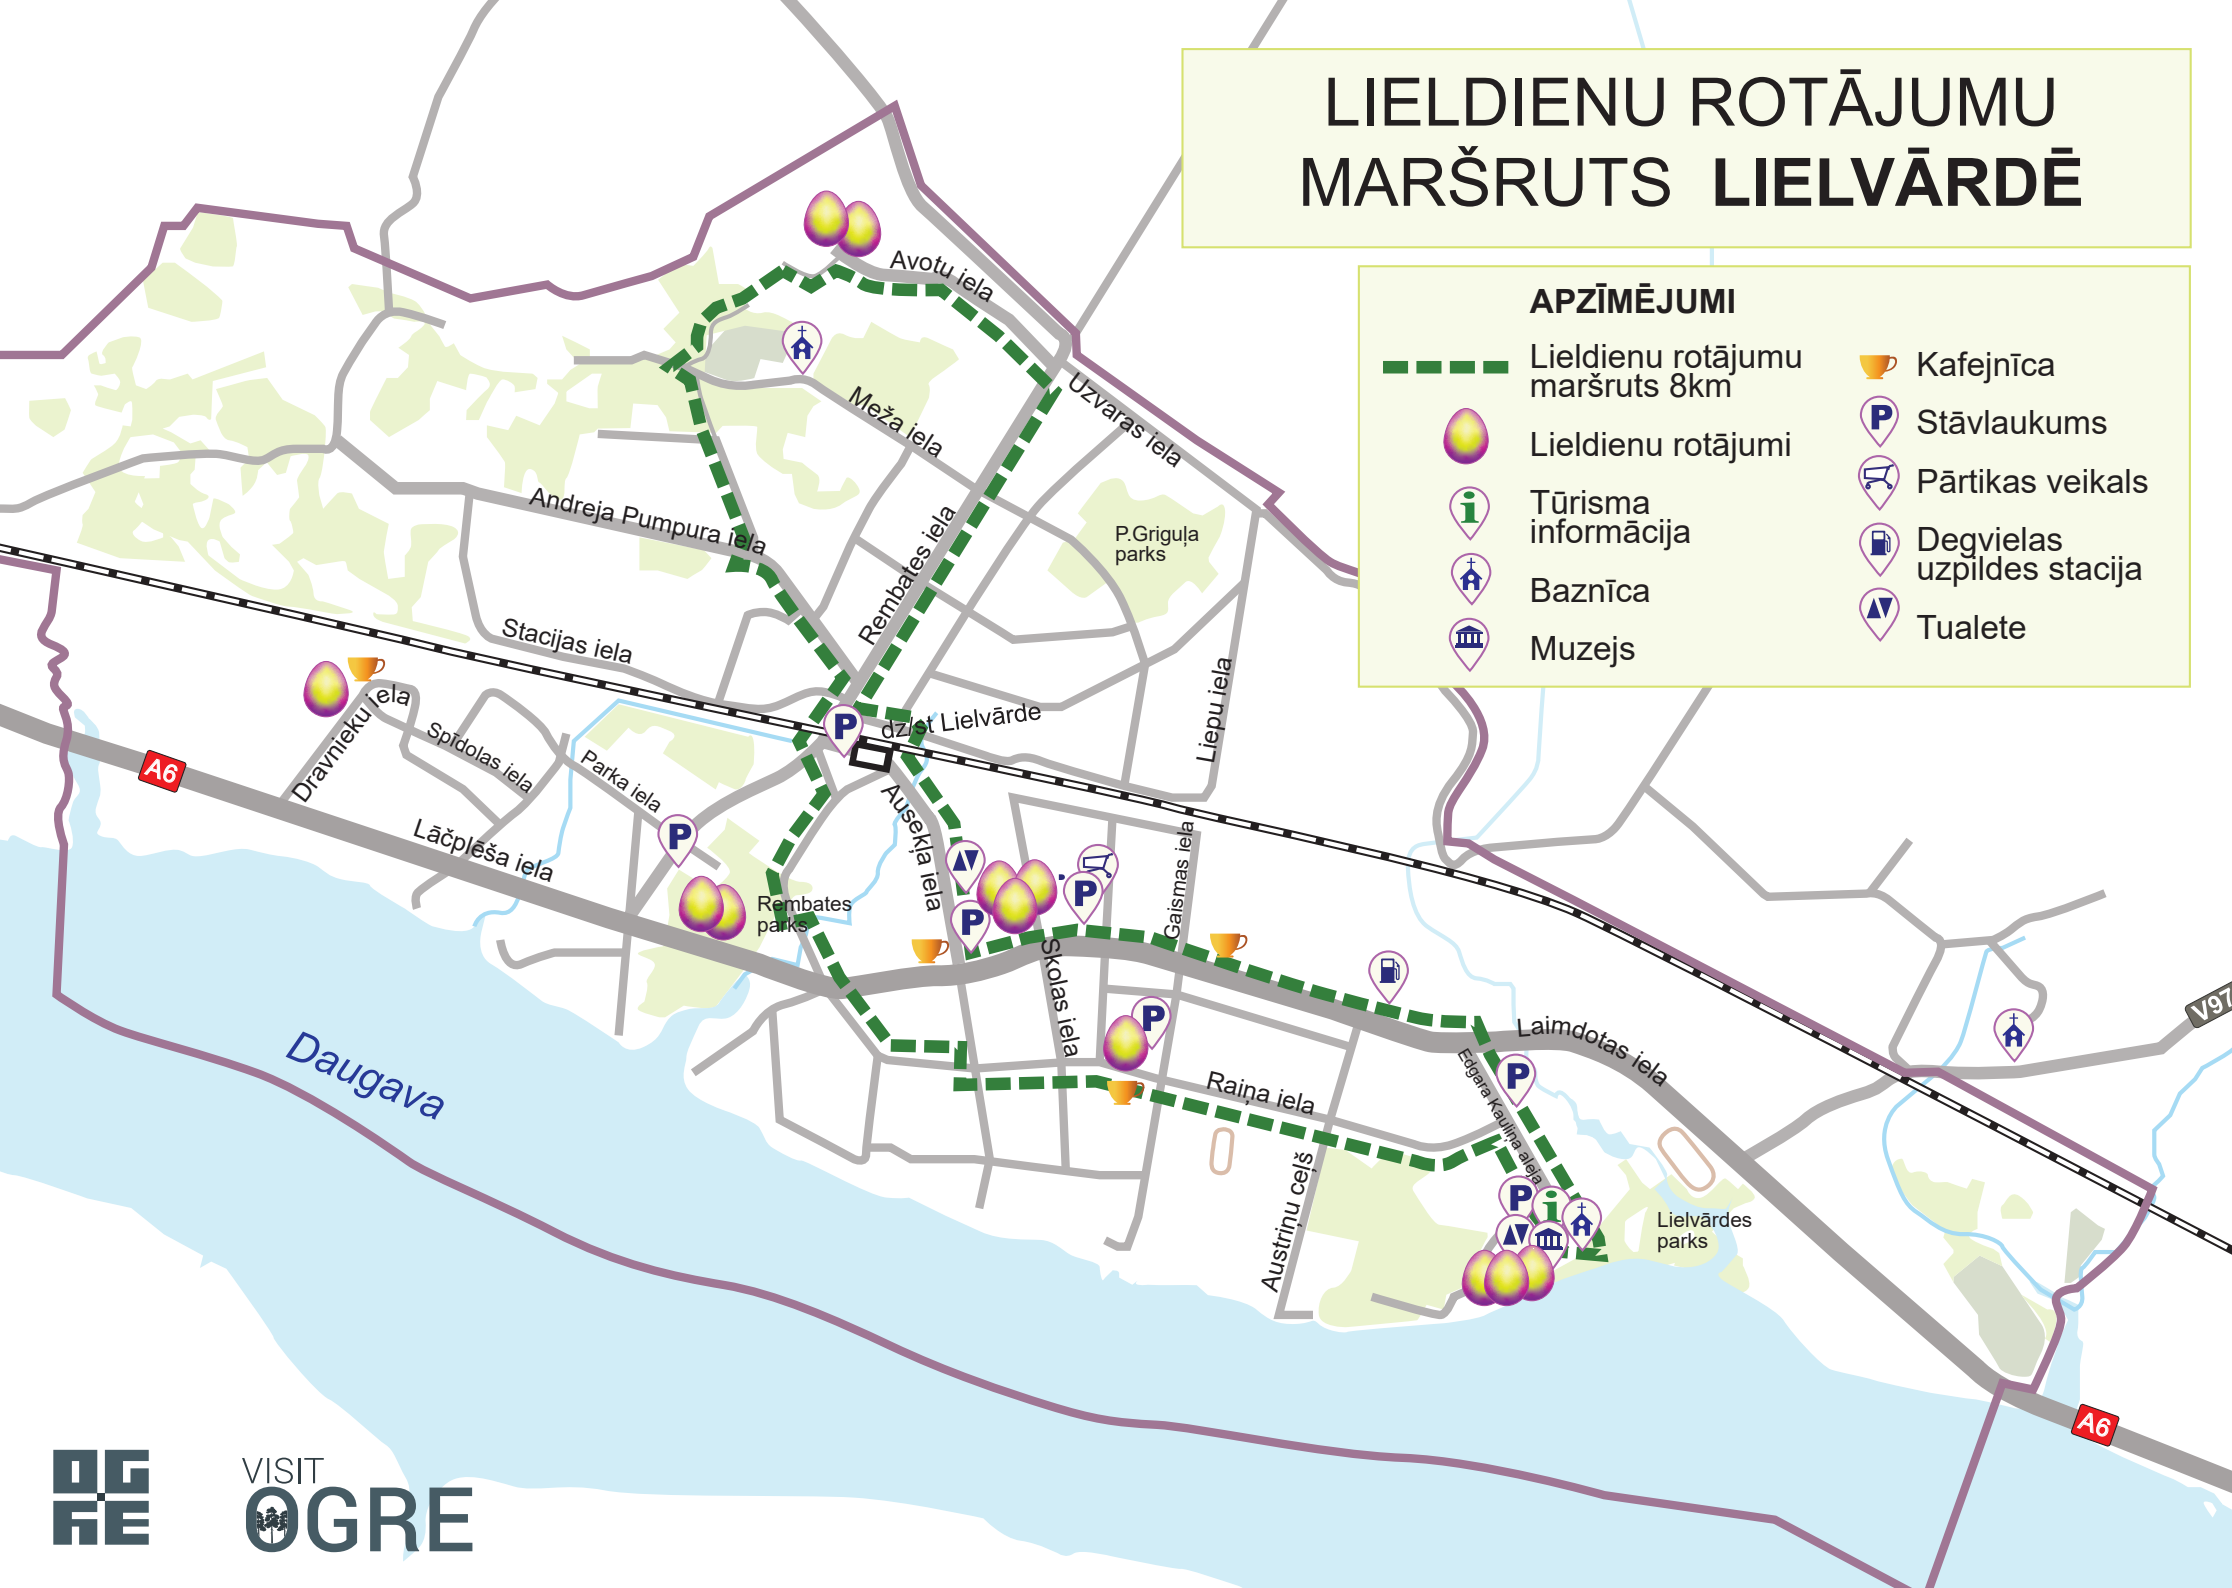 LIELDIENU ROTĀJUMU
MARŠRUTS LIELVĀRDĒ
APZĪMĒJUMI
Lieldienu rotājumu
maršruts 8km
Lieldienu rotājumi
Tūrisma
informācija
Baznīca
Muzejs
Kafejnīca
Stāvlaukums
Pārtikas veikals
Degvielas
uzpildes stacija
Tualete
Avotu iela
Uzvaras iela
Meža iela
Andreja Pumpura iela
Rembates iela
P.Griguļa
parks
Stacijas iela
Liepu iela
dz/st Lielvārde
Dravnieku iela
Spīdolas iela
Parka iela
A6
Lāčplēša iela
Ausekļa iela
Gaismas iela
Rembates
parks
Skolas iela
Laimdotas iela
Edgara Kauliņa aleja
Raiņa iela
Austriņu ceļš
Lielvārdes
parks
V97
Daugava
A6
P
P
P
P
P
P
P
P
i
OGRE
VISIT
OGRE